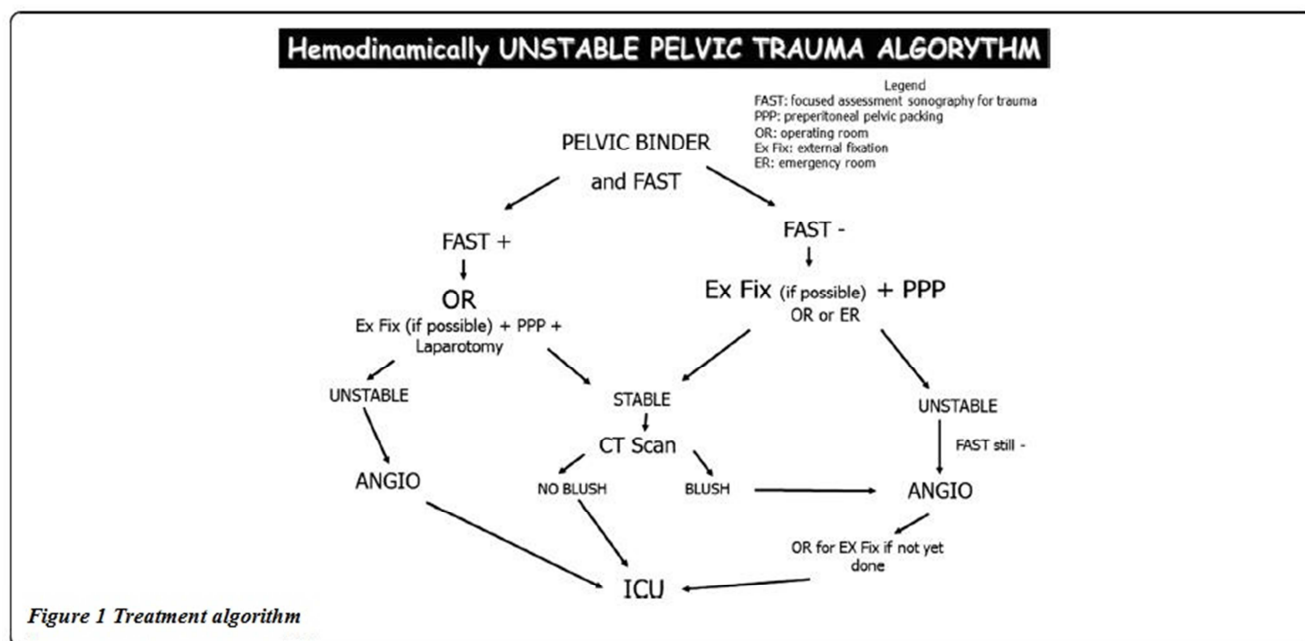 Hemodinamically UNSTABLE PELVIC TRAUMA ALGORYTHM
Legend
FAST: focused assessment sonography for trauma
PPP: preperitoneal pelvic packing
OR: operating room
Ex Fix: external fixation
ER: emergency room
PELVIC BINDER
and FAST
FAST +
FAST -
OR
Ex Fix (if possible) + PPP +
Laparotomy
Ex Fix (if possible) + PPP
OR or ER
UNSTABLE
STABLE
UNSTABLE
CT Scan
FAST still -
ANGIO
NO BLUSH
BLUSH
ANGIO
OR for EX Fix if not yet
done
ICU
Figure 1 Treatment algorithm